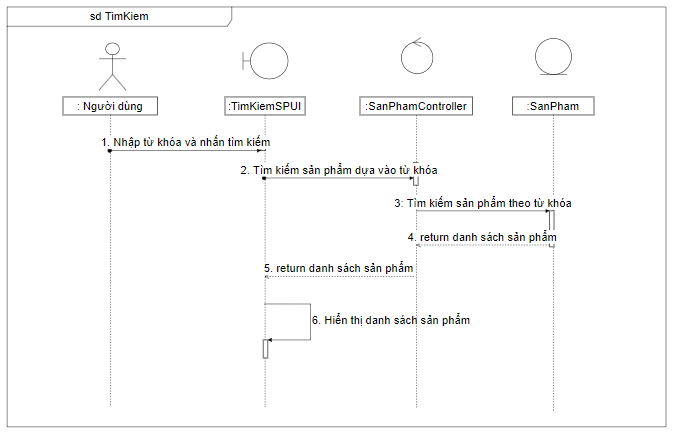 sd TimKiem
: Người dùng
:TimKiemSPUI
:SanPhamController
:SanPham
1. Nhập từ khóa và nhấn tìm kiếm
2. Tìm kiếm sản phẩm dựa vào từ khóa
3: Tìm kiếm sản phẩm theo từ khóa
4. return danh sách sản phẩm
5. return danh sách sản phẩm
6. Hiển thị danh sách sản phẩm